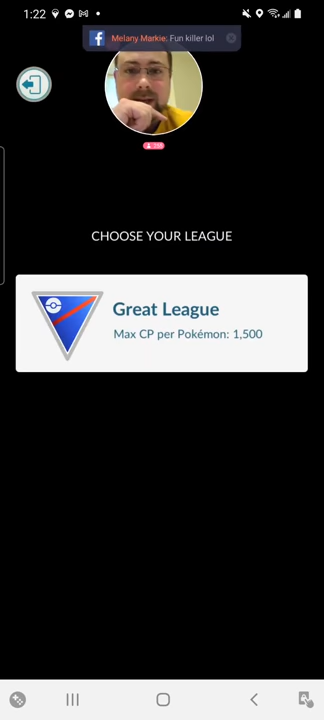 1:22
Melany Markie: Fun killer lol
CHOOSE YOUR LEAGUE
Great League
Max CP per Pokémon: 1,500